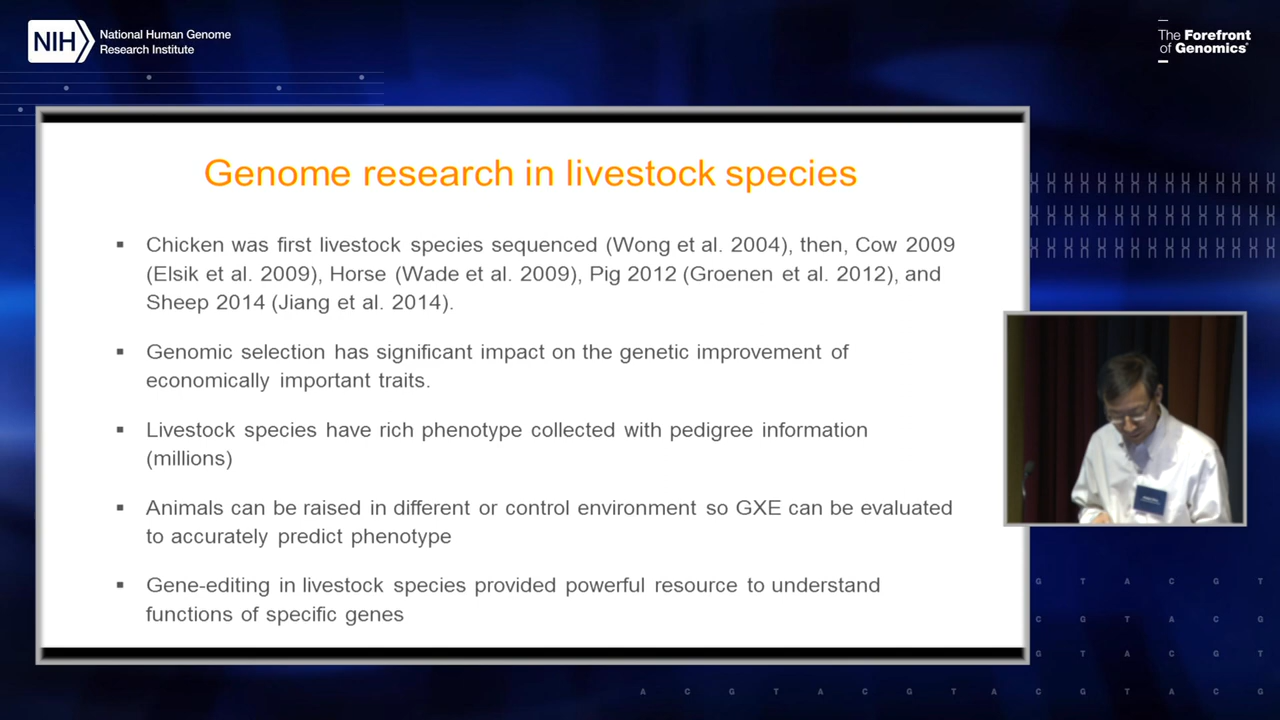 NIH
National Human Genome
Research Institute
The Forefront
of Genomics®
Genome research in livestock species
▪ Chicken was first livestock species sequenced (Wong et al. 2004), then, Cow 2009
(Elsik et al. 2009), Horse (Wade et al. 2009), Pig 2012 (Groenen et al. 2012), and
Sheep 2014 (Jiang et al. 2014).
▪ Genomic selection has significant impact on the genetic improvement of
economically important traits.
▪ Livestock species have rich phenotype collected with pedigree information
(millions)
▪ Animals can be raised in different or control environment so GXE can be evaluated
to accurately predict phenotype
▪ Gene-editing in livestock species provided powerful resource to understand
functions of specific genes
G T A C G T
A C G T A C
G T A C G T
A C G T A C G T A C G T A C G